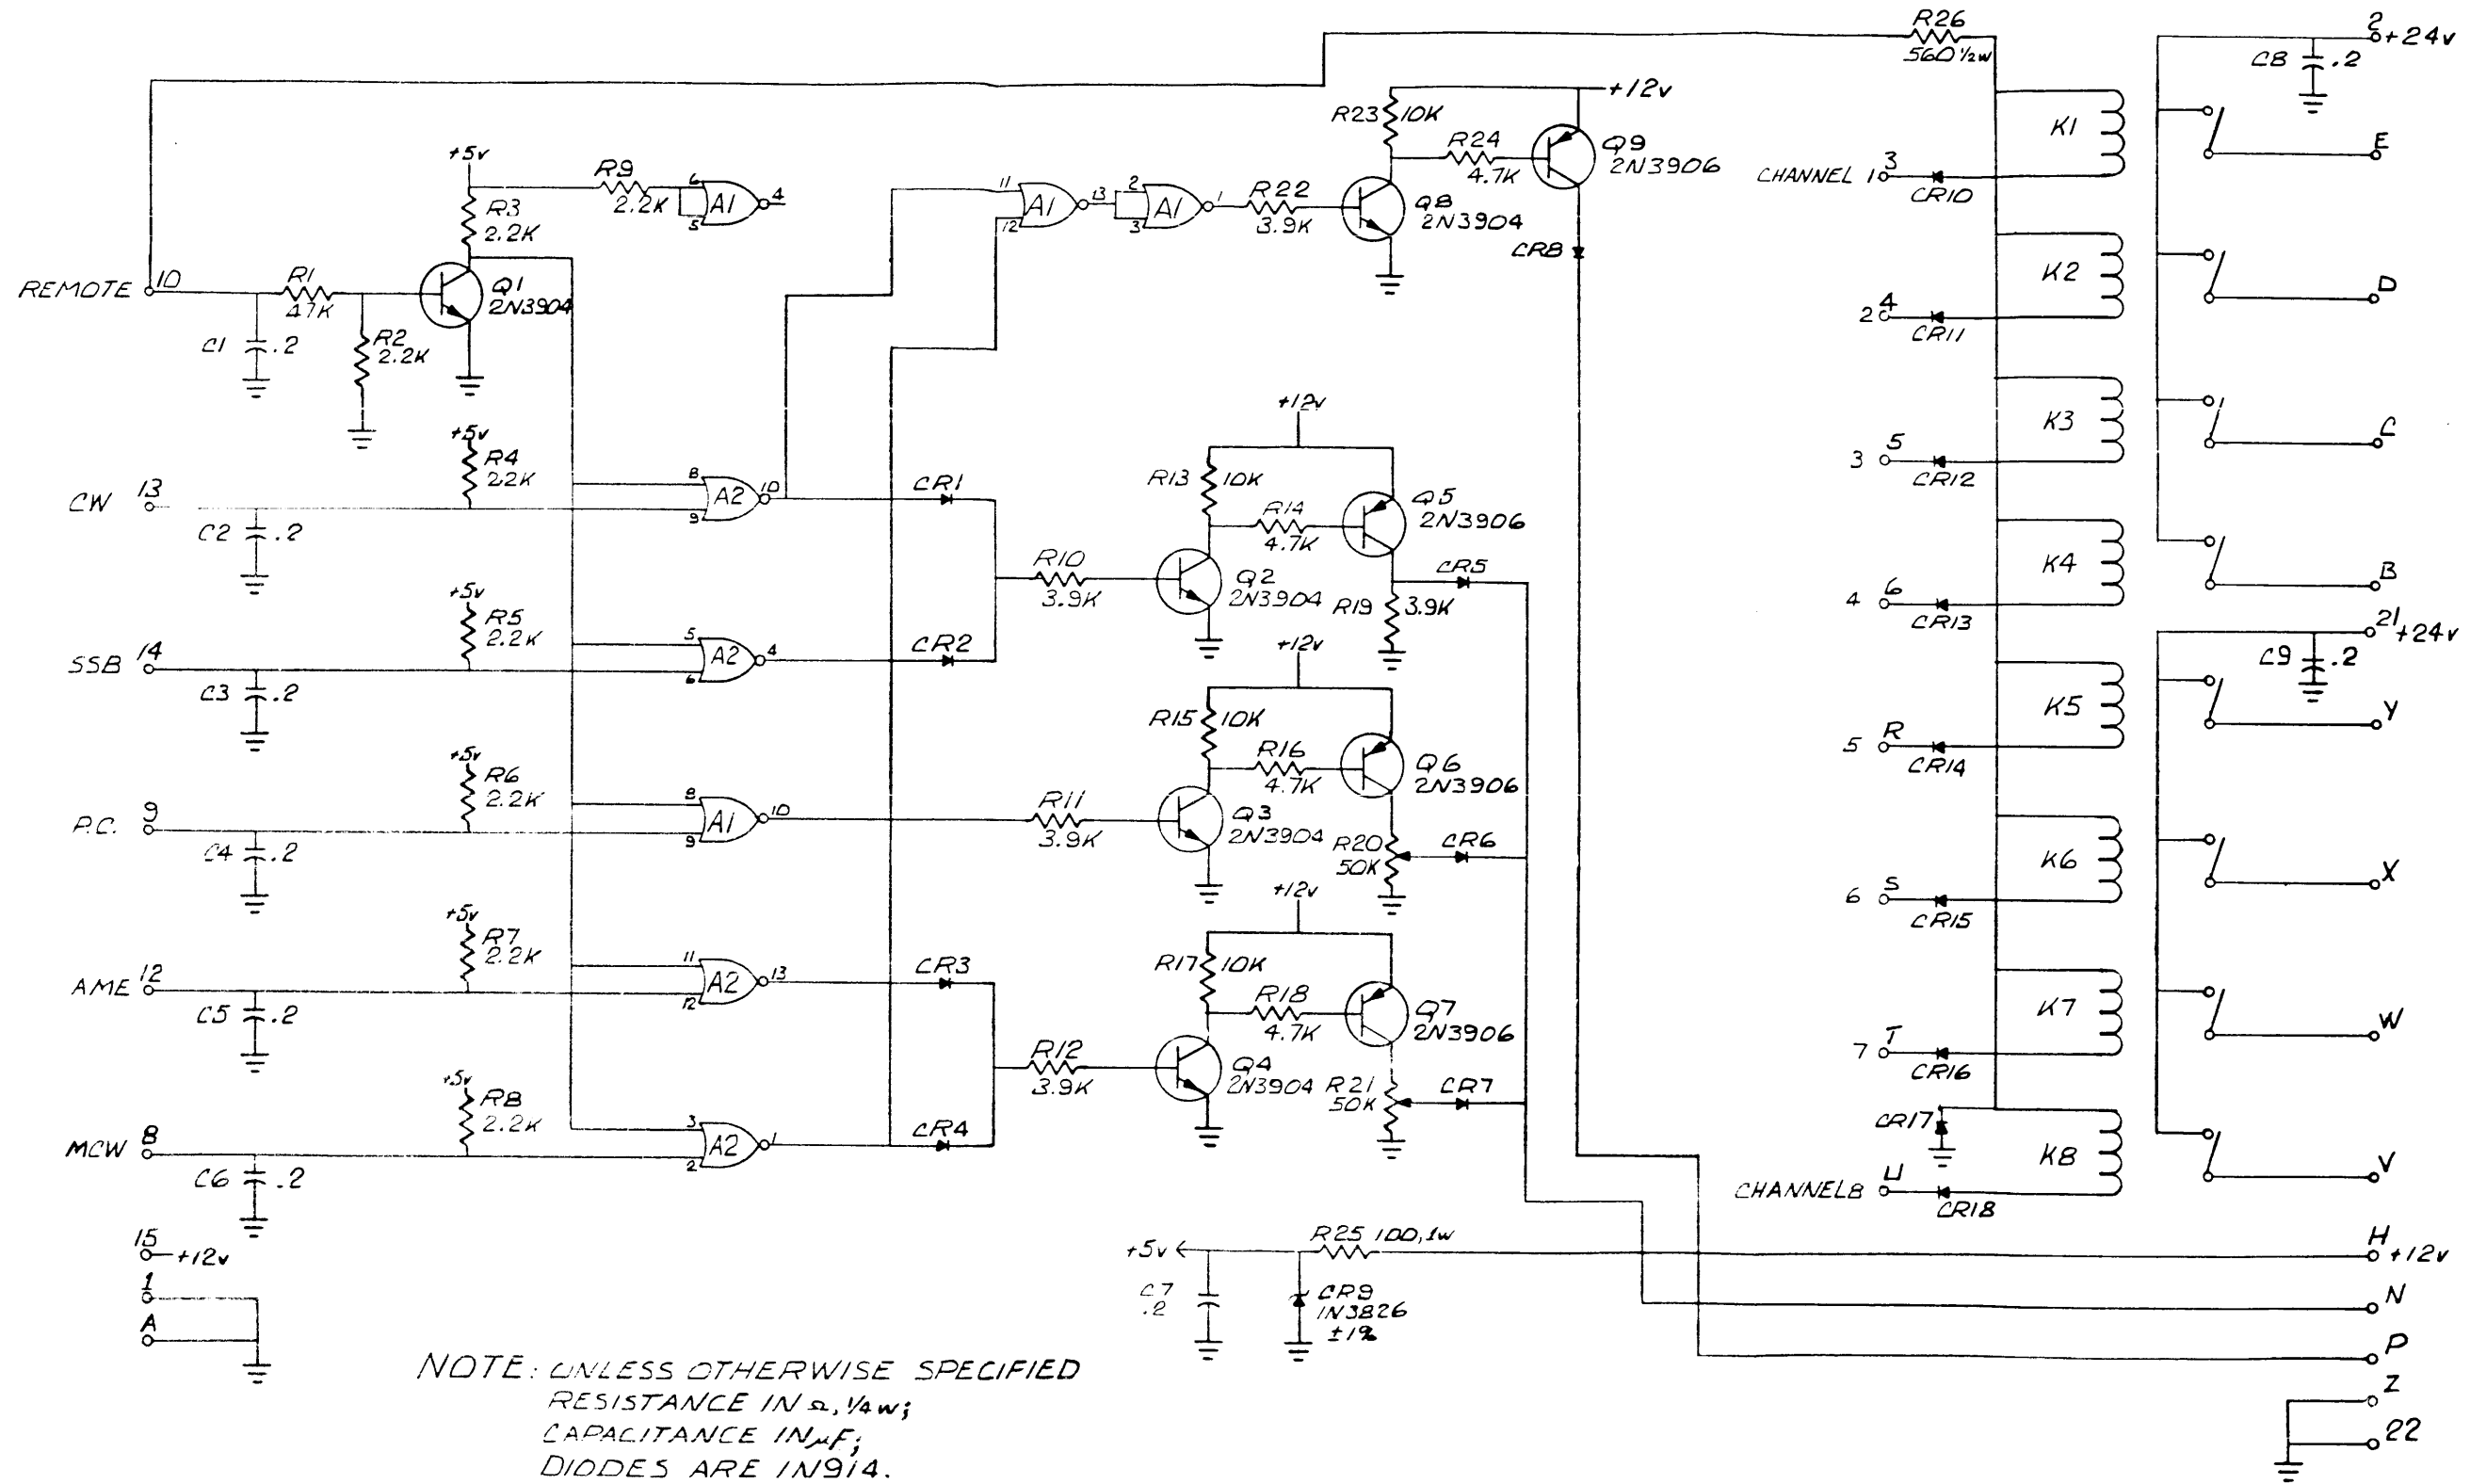 R26
560 1/2W
2
+24V
C8 .2
+12V
R23 10K
R24
4.7K
Q9
2N3906
K1
CHANNEL 1 3
CR10
E
+5V
R9
2.2K
6
5
A1
4
R3
2.2K
11
12
A1
13
2
3
A1
1
R22
3.9K
Q8
2N3904
CR8
K2
2 4
CR11
D
REMOTE 10
R1
47K
Q1
2N3904
C1 .2
R2
2.2K
K3
3 5
CR12
C
+5V
R4
2.2K
CW 13
C2 .2
8
9
A2
10
CR1
+12V
R13 10K
R14
4.7K
Q5
2N3906
R10
3.9K
Q2
2N3904
CR5
R19 3.9K
K4
4 6
CR13
B
+5V
R5
2.2K
SSB 14
C3 .2
5
6
A2
4
CR2
21
+24V
C9 .2
+12V
R15 10K
R16
4.7K
Q6
2N3906
K5
5 R
CR14
Y
+5V
R6
2.2K
P.C. 9
C4 .2
8
9
A1
10
R11
3.9K
Q3
2N3904
R20
50K
CR6
K6
6 S
CR15
X
+5V
R7
2.2K
AME 12
C5 .2
11
12
A2
13
CR3
+12V
R17 10K
R18
4.7K
Q7
2N3906
K7
7 T
CR16
W
R12
3.9K
Q4
2N3904
R21
50K
CR7
+5V
R8
2.2K
MCW 8
C6 .2
3
2
A2
1
CR4
CR17
K8
CHANNEL 8 U
CR18
V
15
+12V
1
A
+5V
R25 100, 1W
C7
.2
CR9
1N3826
±1%
H
+12V
N
P
Z
22
NOTE: UNLESS OTHERWISE SPECIFIED
RESISTANCE IN Ω, 1/4 W;
CAPACITANCE IN μF;
DIODES ARE 1N914.